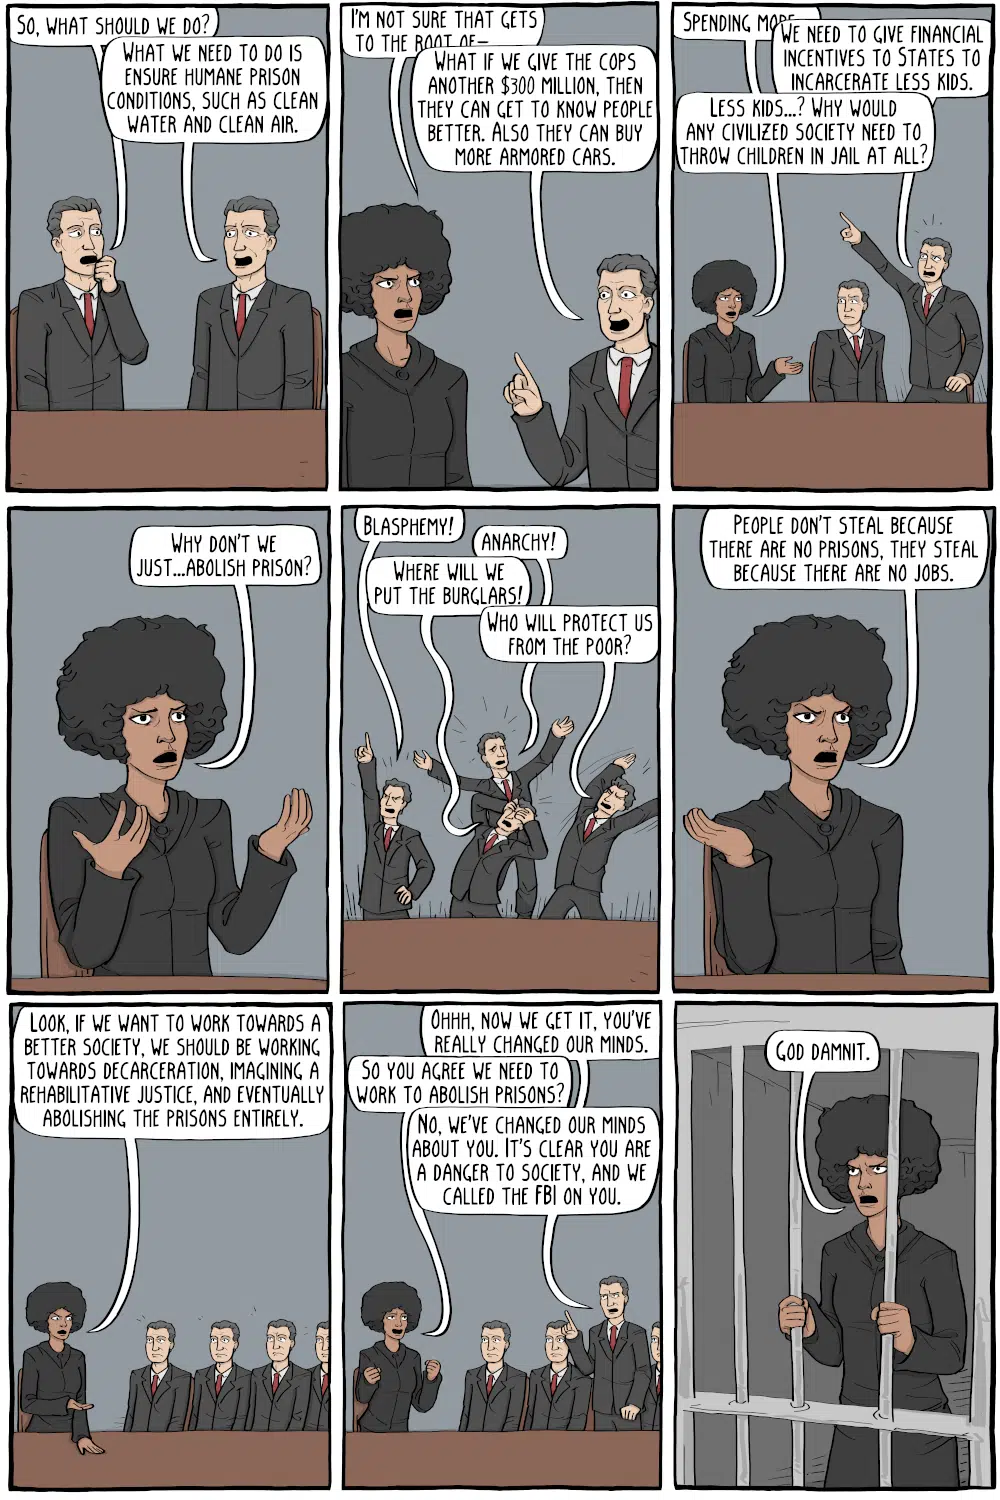 SO, WHAT SHOULD WE DO?
WHAT WE NEED TO DO IS
ENSURE HUMANE PRISON
CONDITIONS, SUCH AS CLEAN
WATER AND CLEAN AIR.
I'M NOT SURE THAT GETS
TO THE ROOT OF–
WHAT IF WE GIVE THE COPS
ANOTHER $300 MILLION, THEN
THEY CAN GET TO KNOW PEOPLE
BETTER. ALSO THEY CAN BUY
MORE ARMORED CARS.
SPENDING MORE
WE NEED TO GIVE FINANCIAL
INCENTIVES TO STATES TO
INCARCERATE LESS KIDS.
LESS KIDS...? WHY WOULD
ANY CIVILIZED SOCIETY NEED TO
THROW CHILDREN IN JAIL AT ALL?
WHY DON'T WE
JUST...ABOLISH PRISON?
BLASPHEMY!
ANARCHY!
WHERE WILL WE
PUT THE BURGLARS!
WHO WILL PROTECT US
FROM THE POOR?
PEOPLE DON'T STEAL BECAUSE
THERE ARE NO PRISONS, THEY STEAL
BECAUSE THERE ARE NO JOBS.
LOOK, IF WE WANT TO WORK TOWARDS A
BETTER SOCIETY, WE SHOULD BE WORKING
TOWARDS DECARCERATION, IMAGINING A
REHABILITATIVE JUSTICE, AND EVENTUALLY
ABOLISHING THE PRISONS ENTIRELY.
OHHH, NOW WE GET IT, YOU'VE
REALLY CHANGED OUR MINDS.
SO YOU AGREE WE NEED TO
WORK TO ABOLISH PRISONS?
NO, WE'VE CHANGED OUR MINDS
ABOUT YOU. IT'S CLEAR YOU ARE
A DANGER TO SOCIETY, AND WE
CALLED THE FBI ON YOU.
GOD DAMNIT.